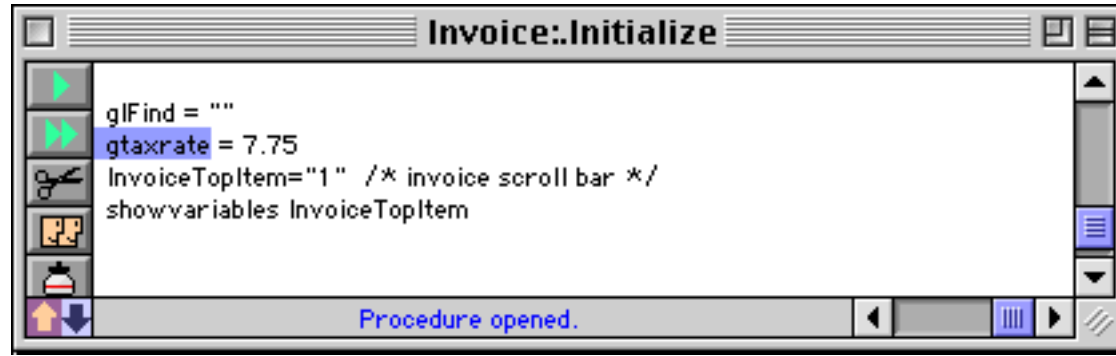 Invoice:.Initialize
glFind = ""
gtaxrate = 7.75
InvoiceTopItem="1" /* invoice scroll bar */
showvariables InvoiceTopItem
Procedure opened.